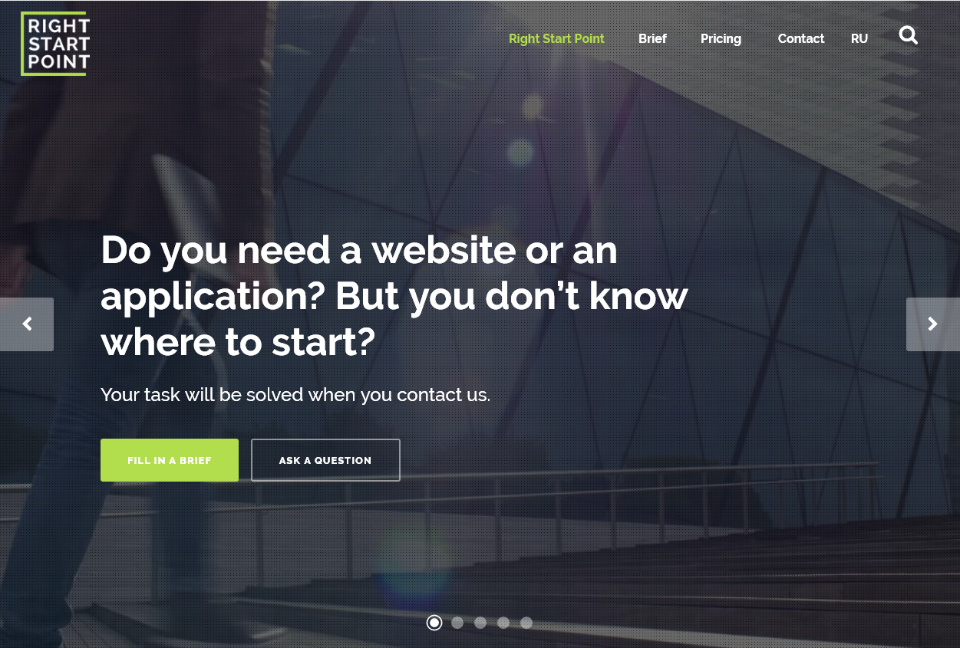 RIGHT
START
POINT
Right Start Point Brief Pricing Contact RU
Do you need a website or an
application? But you don’t know
where to start?
Your task will be solved when you contact us.
FILL IN A BRIEF ASK A QUESTION